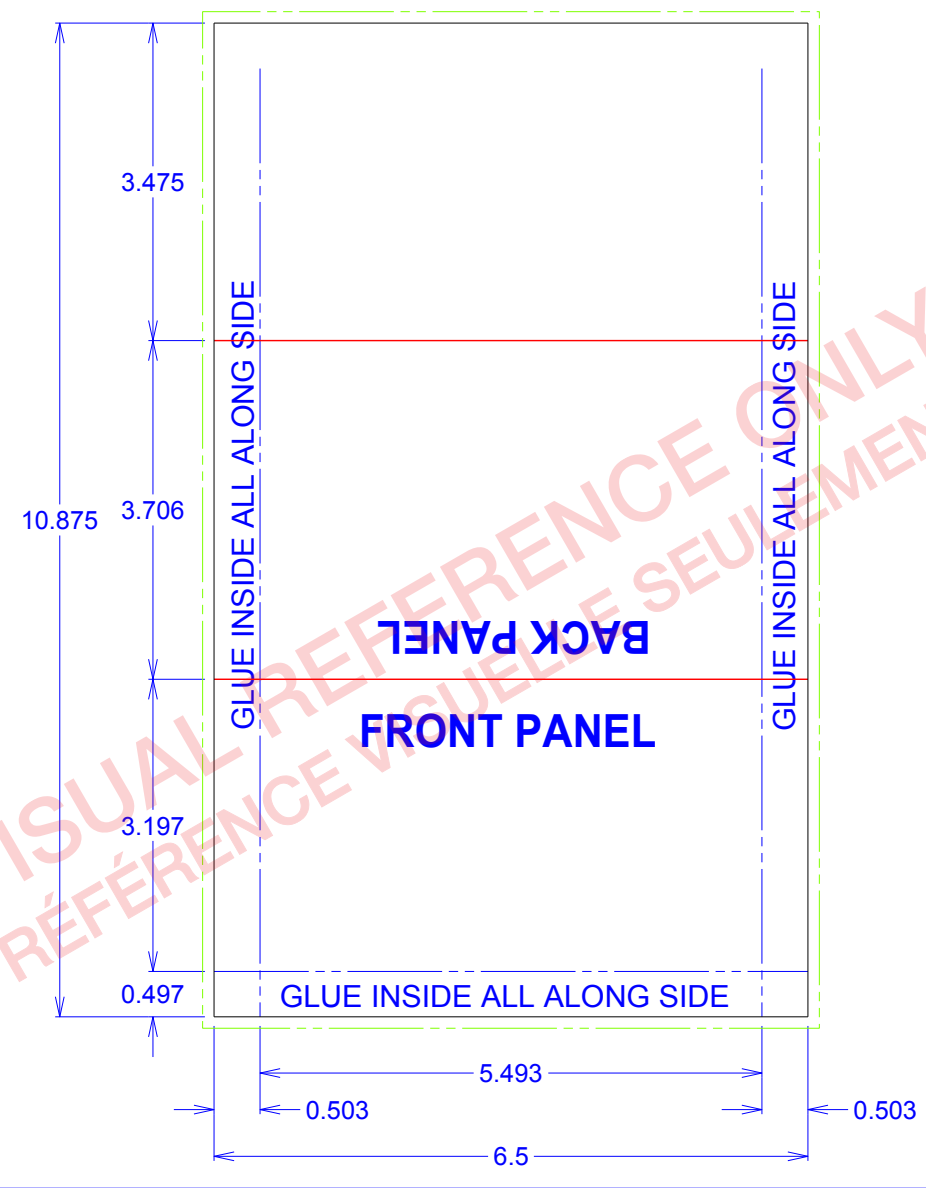 3.475
GLUE INSIDE ALL ALONG SIDE
GLUE INSIDE ALL ALONG SIDE
10.875
3.706
BACK PANEL
FRONT PANEL
3.197
0.497
GLUE INSIDE ALL ALONG SIDE
5.493
0.503
0.503
6.5
ISUAL REFERENCE ONLY
RÉFÉRENCE VISUELLE SEULEMEN